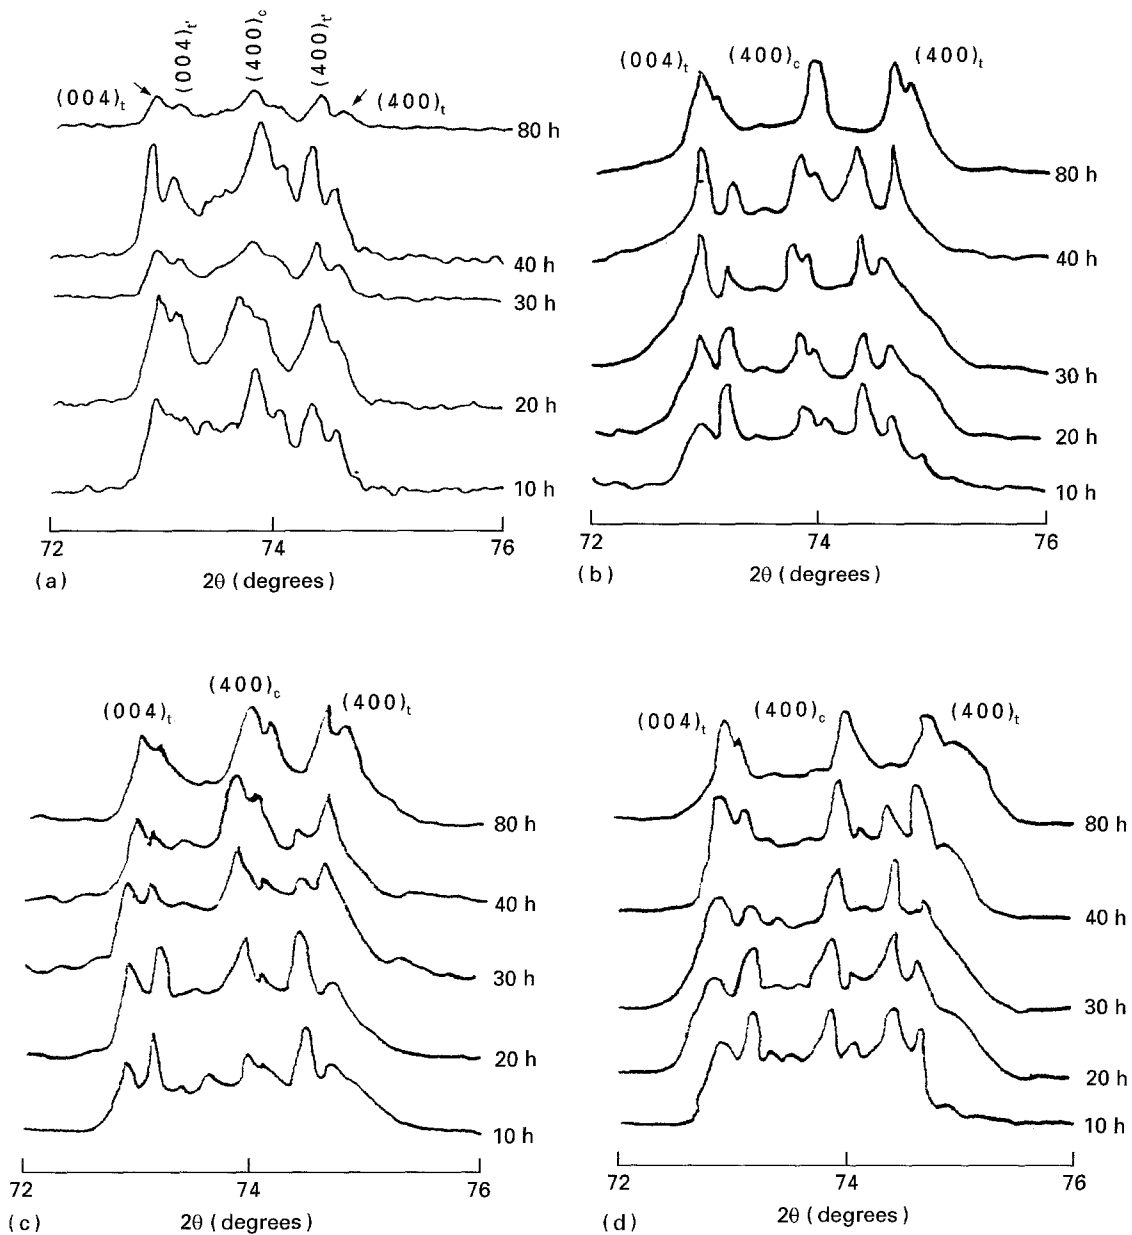 (004)t (004)t' (400)c (400)t' (400)t
80 h
40 h
30 h
20 h
10 h
72 74 76
(a) 2θ (degrees)
(004)t (400)c (400)t
80 h
40 h
30 h
20 h
10 h
72 74 76
(b) 2θ (degrees)
(004)t (400)c (400)t
80 h
40 h
30 h
20 h
10 h
72 74 76
(c) 2θ (degrees)
(004)t (400)c (400)t
80 h
40 h
30 h
20 h
10 h
72 74 76
(d) 2θ (degrees)